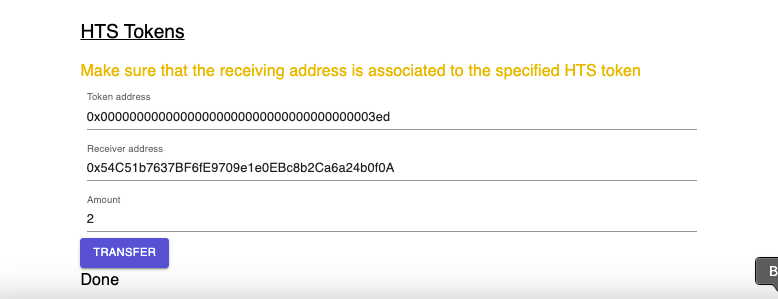 HTS Tokens
Make sure that the receiving address is associated to the specified HTS token
Token address
0x00000000000000000000000000000000000003ed
Receiver address
0x54C51b7637BF6fE9709e1e0EBc8b2Ca6a24b0f0A
Amount
2
TRANSFER
Done
B